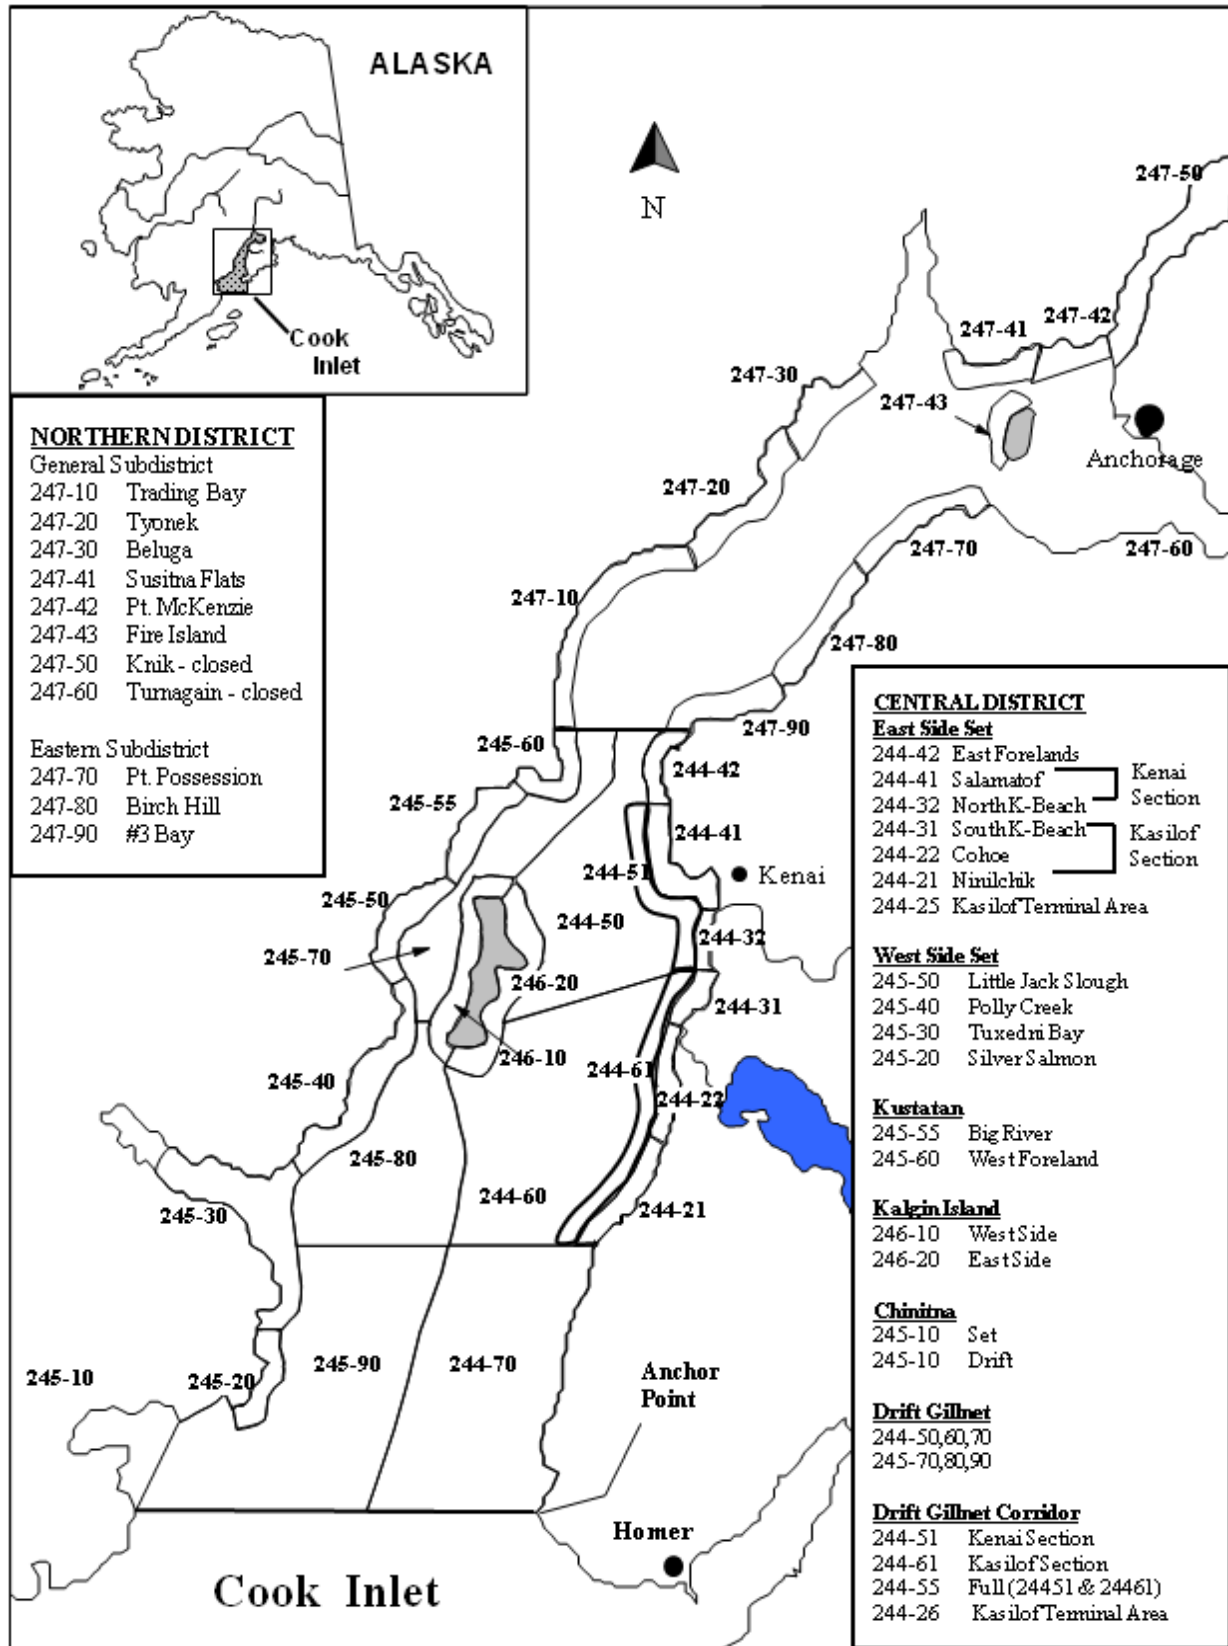 ALASKA
Cook
Inlet
N
NORTHERN DISTRICT
General Subdistrict
247-10 Trading Bay
247-20 Tyonek
247-30 Beluga
247-41 Susitna Flats
247-42 Pt. McKenzie
247-43 Fire Island
247-50 Knik - closed
247-60 Turnagain - closed
Eastern Subdistrict
247-70 Pt. Possession
247-80 Birch Hill
247-90 #3 Bay
247-50
247-41
247-42
247-30
247-43
Anchorage
247-20
247-70
247-60
247-10
247-80
247-90
245-60
244-42
245-55
244-41
244-51
Kenai
245-50
244-50
244-32
245-70
246-20
244-31
246-10
244-61
245-40
244-22
245-80
244-60
244-21
245-30
245-90
244-70
245-10
245-20
Anchor
Point
Homer
Cook Inlet
CENTRAL DISTRICT
East Side Set
244-42 East Forelands
244-41 Salamatof
244-32 North K-Beach
Kenai
Section
244-31 South K-Beach
244-22 Cohoe
244-21 Ninilchik
Kasilof
Section
244-25 Kasilof Terminal Area
West Side Set
245-50 Little Jack Slough
245-40 Polly Creek
245-30 Tuxedni Bay
245-20 Silver Salmon
Kustatan
245-55 Big River
245-60 West Foreland
Kalgin Island
246-10 West Side
246-20 East Side
Chinitna
245-10 Set
245-10 Drift
Drift Gillnet
244-50,60,70
245-70,80,90
Drift Gillnet Corridor
244-51 Kenai Section
244-61 Kasilof Section
244-55 Full (24451 & 24461)
244-26 Kasilof Terminal Area